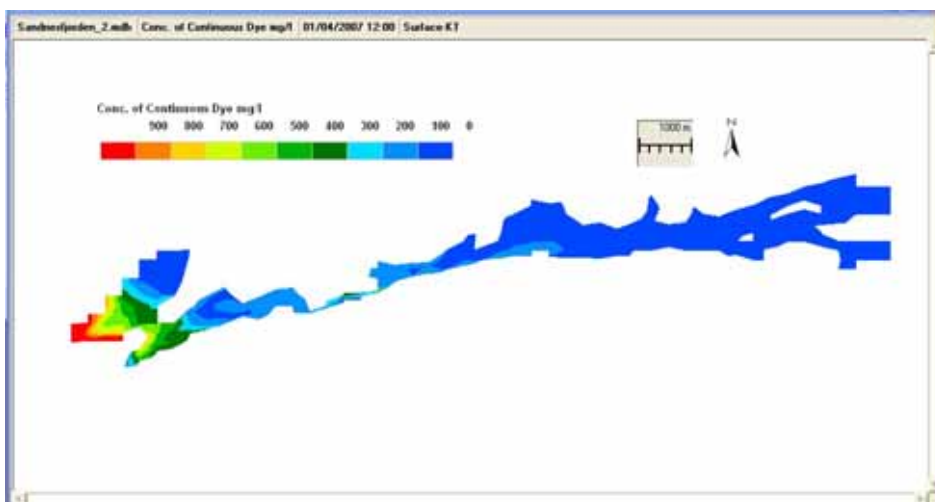 Sandnesfjorden_2.mdb Conc. of Continuous Dye mg/l 01/04/2007 12:00 Surface KT
Conc. of Continuous Dye mg/l
900 800 700 600 500 400 300 200 100 0
1000 m
N